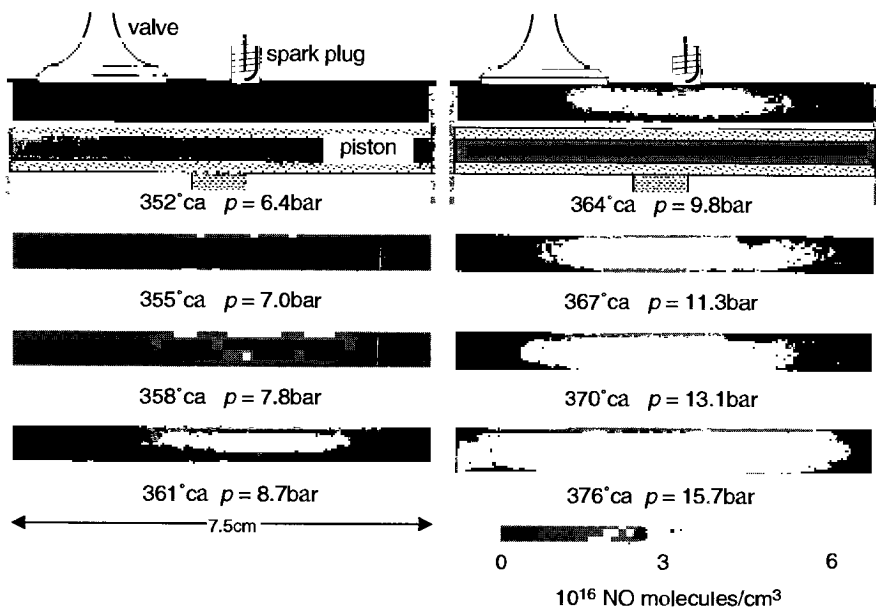 valve
spark plug
piston
352°ca p = 6.4bar
355°ca p = 7.0bar
358°ca p = 7.8bar
361°ca p = 8.7bar
7.5cm
364°ca p = 9.8bar
367°ca p = 11.3bar
370°ca p = 13.1bar
376°ca p = 15.7bar
0 3 6
10¹⁶ NO molecules/cm³